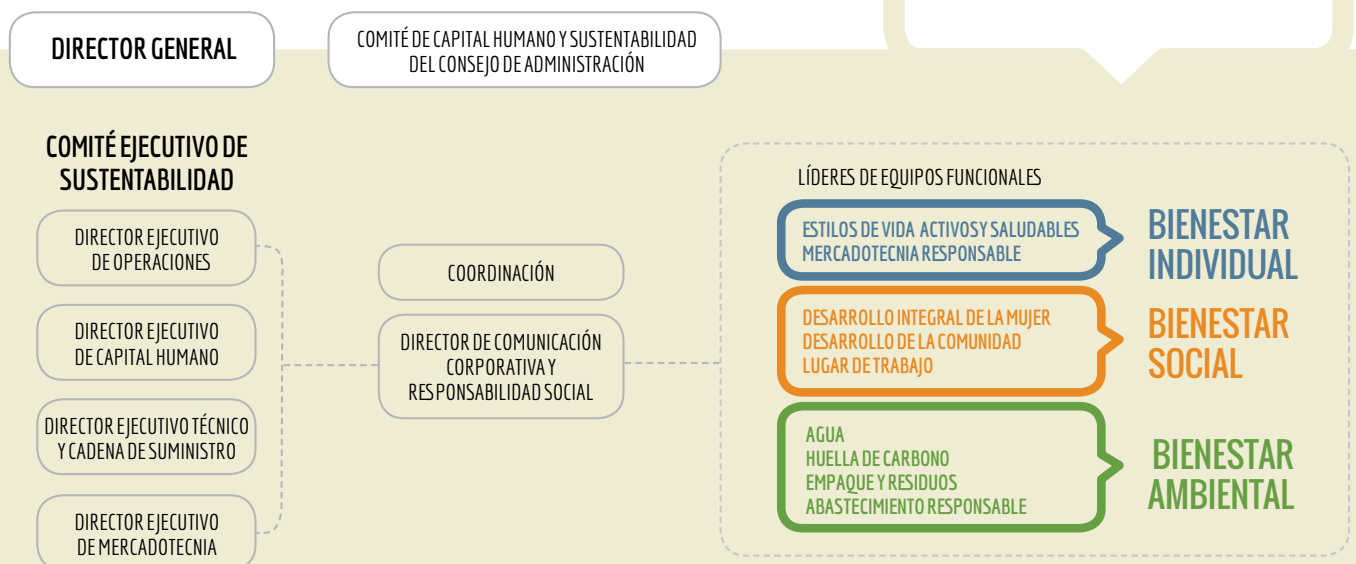 DIRECTOR GENERAL
COMITÉ DE CAPITAL HUMANO Y SUSTENTABILIDAD
DEL CONSEJO DE ADMINISTRACIÓN
COMITÉ EJECUTIVO DE
SUSTENTABILIDAD
DIRECTOR EJECUTIVO
DE OPERACIONES
DIRECTOR EJECUTIVO
DE CAPITAL HUMANO
DIRECTOR EJECUTIVO TÉCNICO
Y CADENA DE SUMINISTRO
DIRECTOR EJECUTIVO
DE MERCADOTECNIA
COORDINACIÓN
DIRECTOR DE COMUNICACIÓN
CORPORATIVA Y
RESPONSABILIDAD SOCIAL
LÍDERES DE EQUIPOS FUNCIONALES
ESTILOS DE VIDA ACTIVOS Y SALUDABLES
MERCADOTECNIA RESPONSABLE
BIENESTAR
INDIVIDUAL
DESARROLLO INTEGRAL DE LA MUJER
DESARROLLO DE LA COMUNIDAD
LUGAR DE TRABAJO
BIENESTAR
SOCIAL
AGUA
HUELLA DE CARBONO
EMPAQUE Y RESIDUOS
ABASTECIMIENTO RESPONSABLE
BIENESTAR
AMBIENTAL